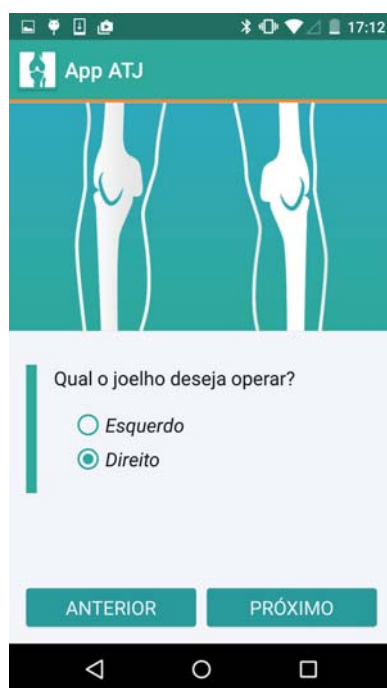 17:12
App ATJ
Qual o joelho deseja operar?
Esquerdo
Direito
ANTERIOR PRÓXIMO